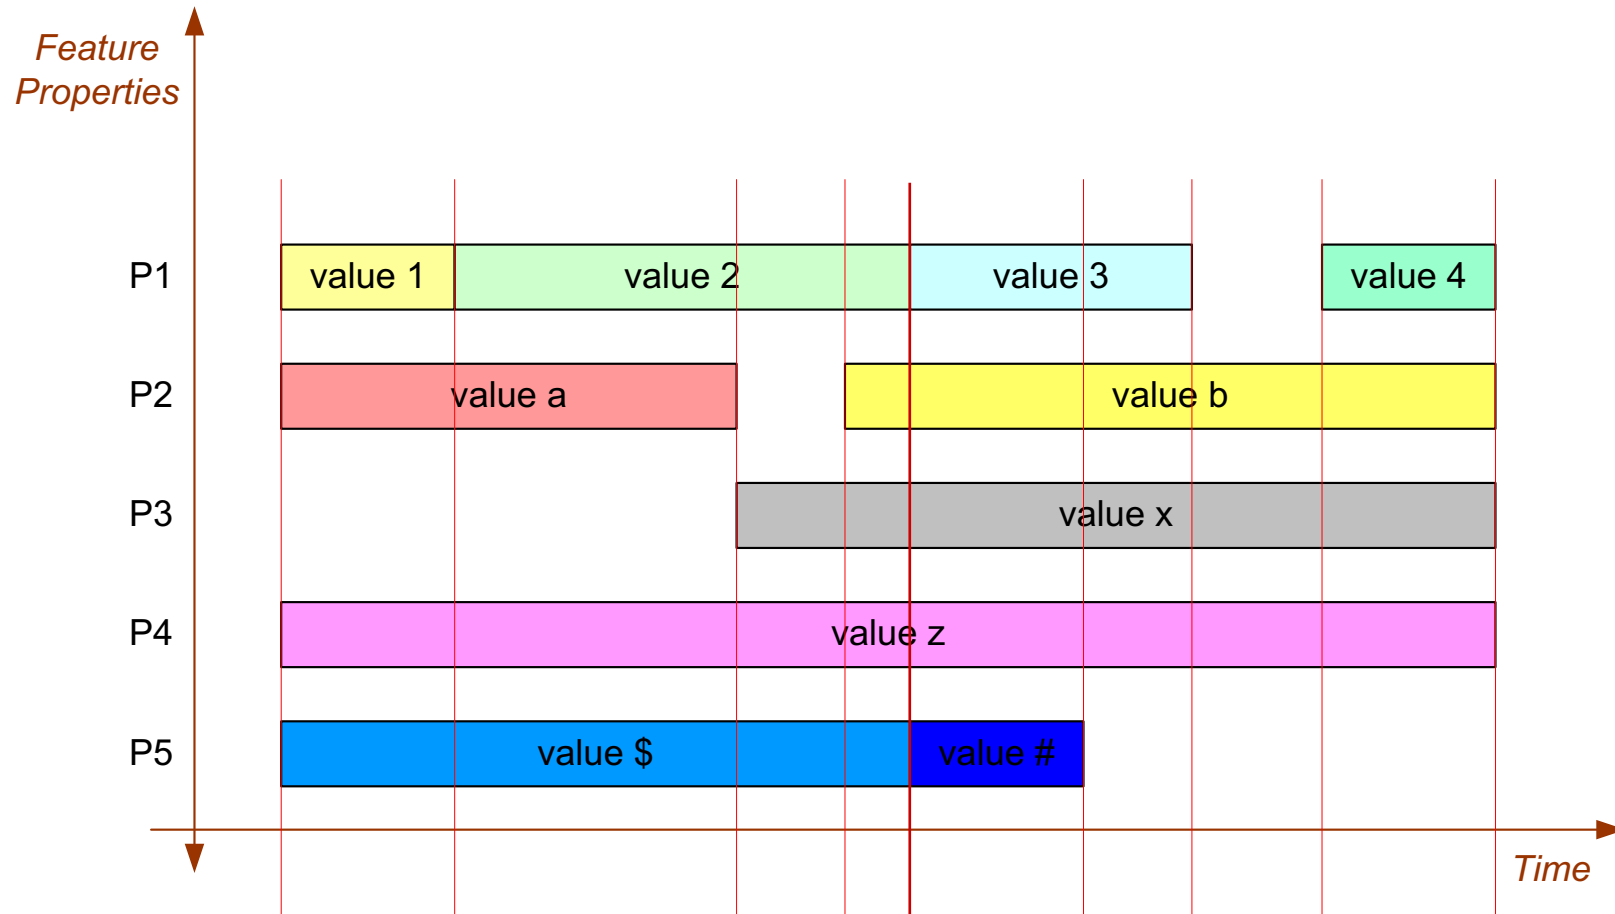 Feature
Properties
P1
value 1
value 2
value 3
value 4
P2
value a
value b
P3
value x
P4
value z
P5
value $
value #
Time